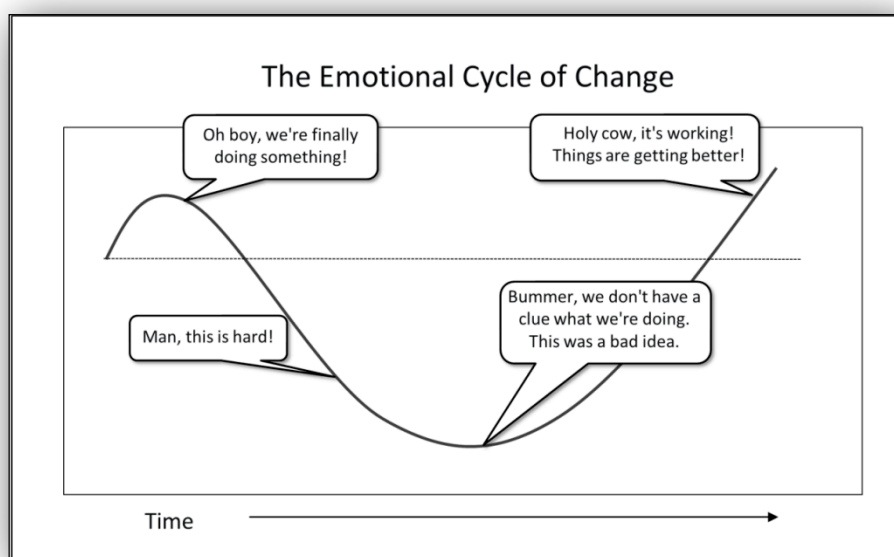 The Emotional Cycle of Change
Oh boy, we're finally
doing something!
Holy cow, it's working!
Things are getting better!
Man, this is hard!
Bummer, we don't have a
clue what we're doing.
This was a bad idea.
Time